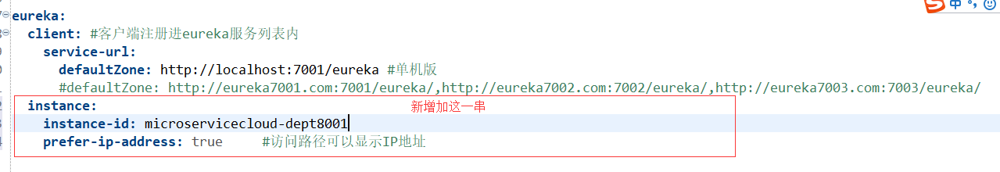 eureka:
client: #客户端注册进eureka服务列表内
service-url:
defaultZone: http://localhost:7001/eureka #单机版
#defaultZone: http://eureka7001.com:7001/eureka/,http://eureka7002.com:7002/eureka/,http://eureka7003.com:7003/eureka/
instance: 新增加这一串
instance-id: microservicecloud-dept8001
prefer-ip-address: true #访问路径可以显示IP地址
中